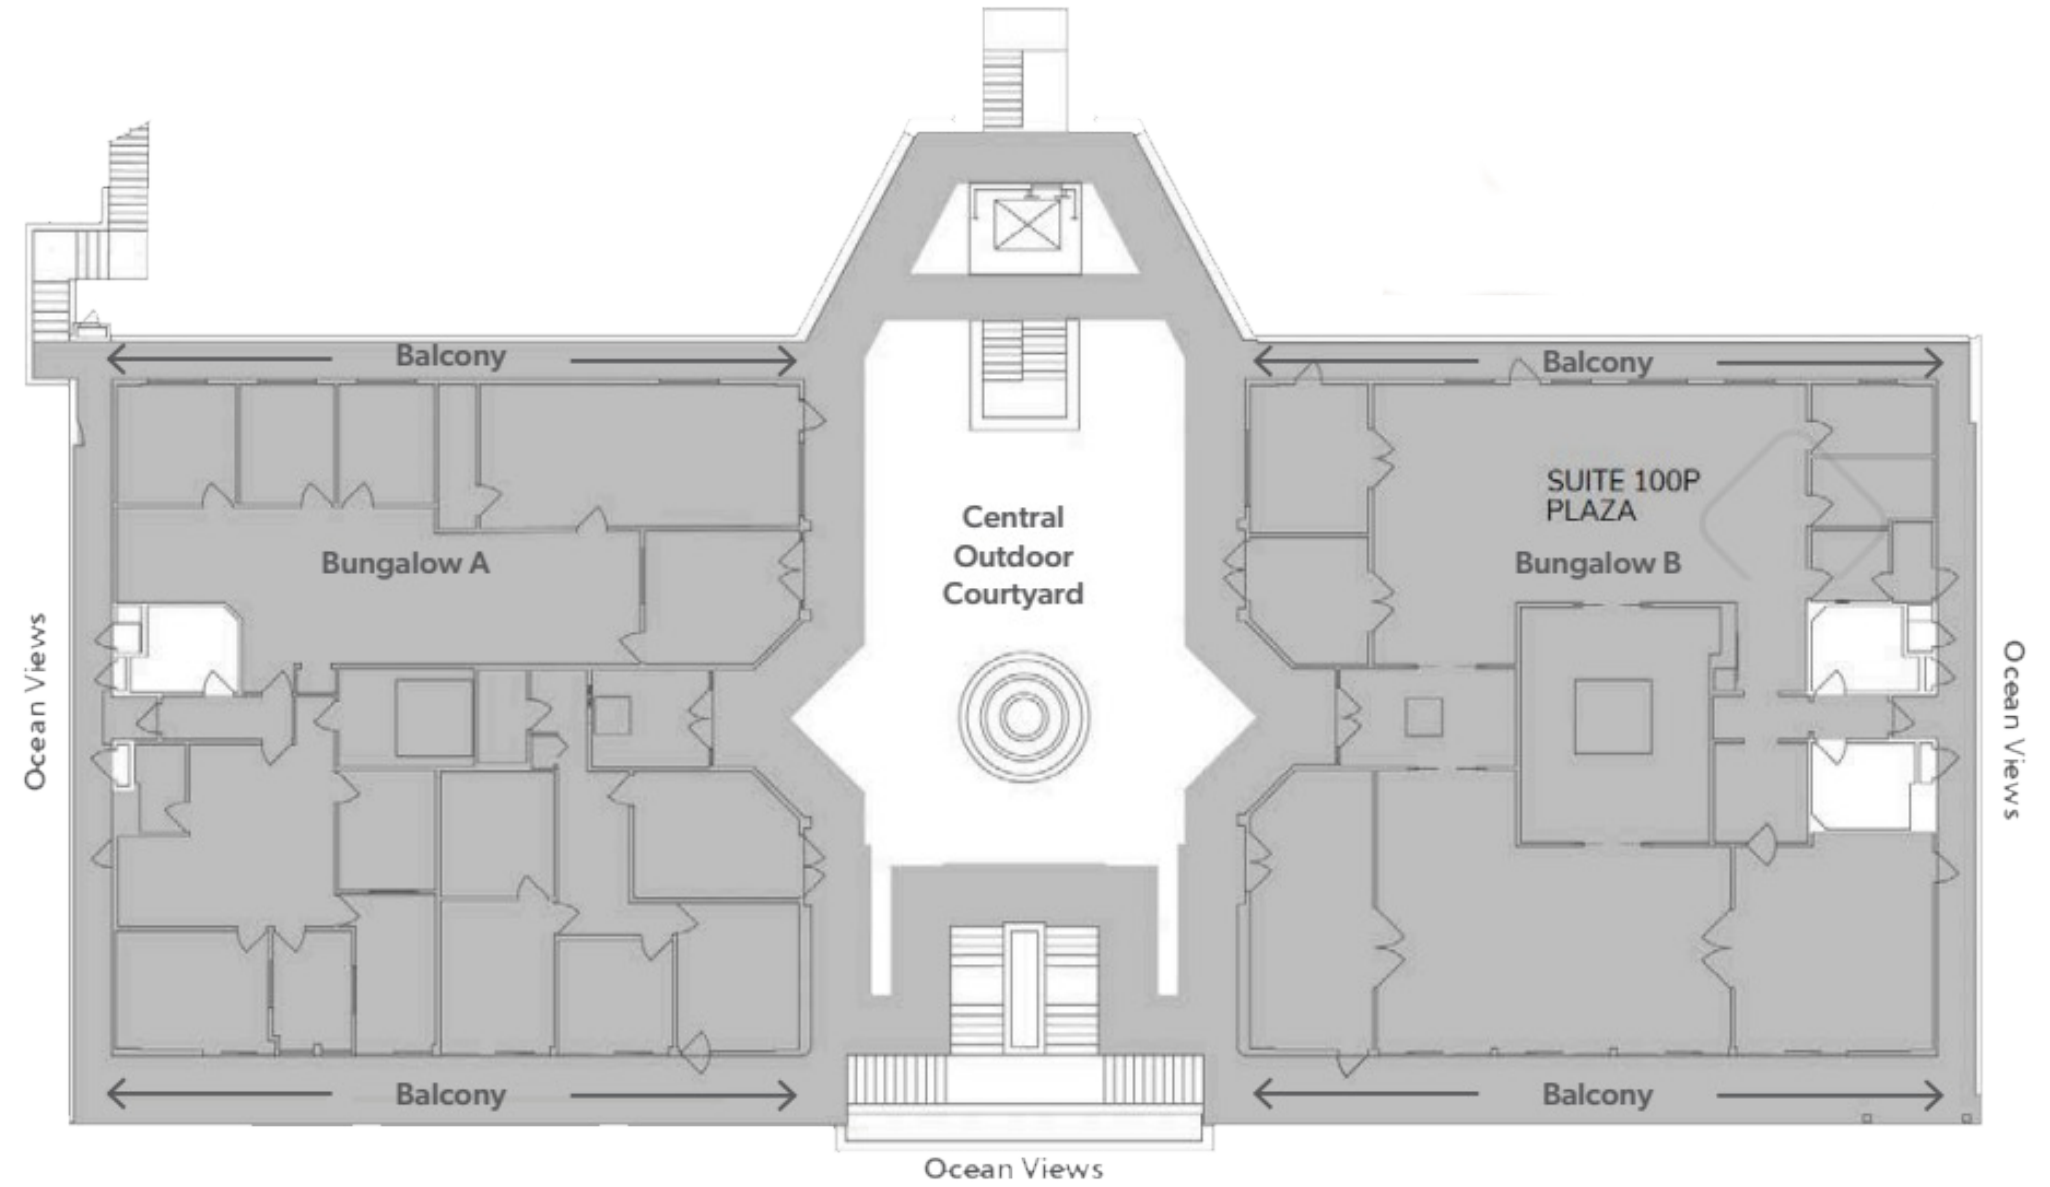 Balcony
Balcony
SUITE 100P
PLAZA
Central
Outdoor
Courtyard
Bungalow A
Bungalow B
Ocean Views
Ocean Views
Balcony
Balcony
Ocean Views